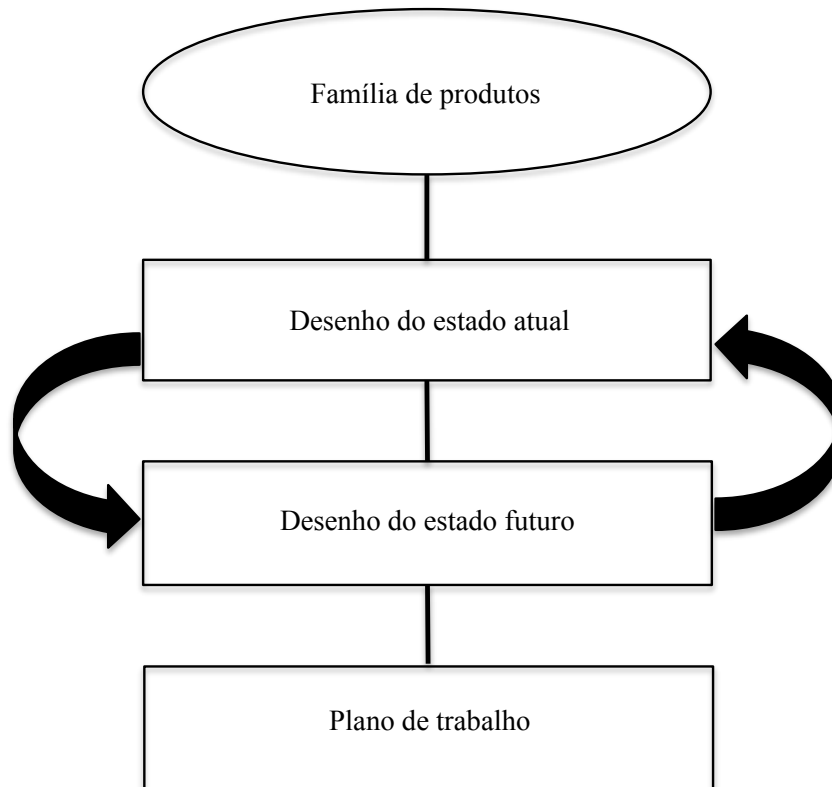 Família de produtos
Desenho do estado atual
Desenho do estado futuro
Plano de trabalho